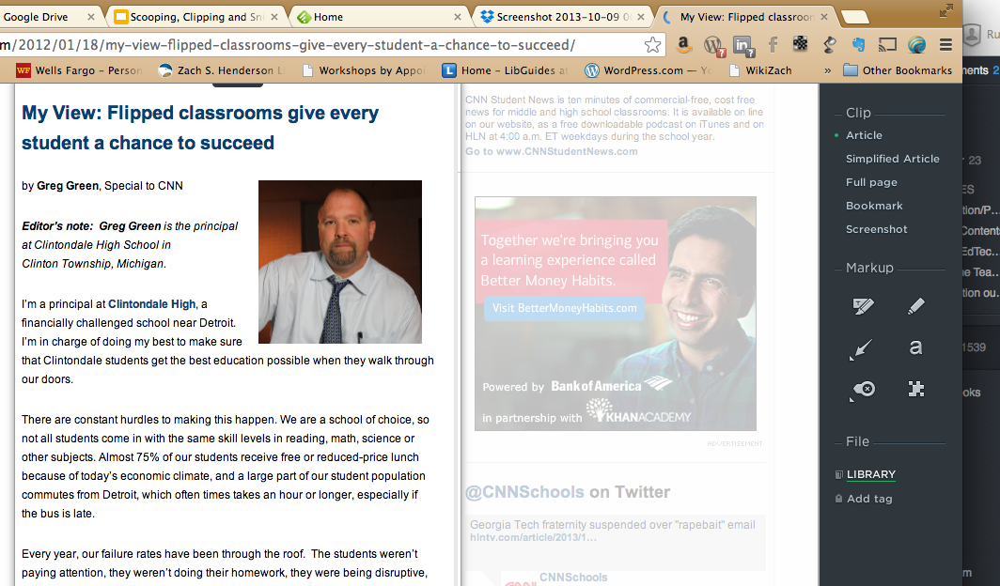 Google Drive
Scooping, Clipping and Sni
Home
Screenshot 2013-10-09 0
My View: Flipped classroom
m/2012/01/18/my-view-flipped-classrooms-give-every-student-a-chance-to-succeed/
Ru
WF Wells Fargo – Person
Zach S. Henderson L
Workshops by Appoi
Home – LibGuides at
WordPress.com — Yo
WikiZach
» Other Bookmarks
ments 2
My View: Flipped classrooms give every
student a chance to succeed
by Greg Green, Special to CNN
Editor's note: Greg Green is the principal
at Clintondale High School in
Clinton Township, Michigan.
I'm a principal at Clintondale High, a
financially challenged school near Detroit.
I'm in charge of doing my best to make sure
that Clintondale students get the best education possible when they walk through
our doors.
There are constant hurdles to making this happen. We are a school of choice, so
not all students come in with the same skill levels in reading, math, science or
other subjects. Almost 75% of our students receive free or reduced-price lunch
because of today's economic climate, and a large part of our student population
commutes from Detroit, which often times takes an hour or longer, especially if
the bus is late.
Every year, our failure rates have been through the roof. The students weren't
paying attention, they weren't doing their homework, they were being disruptive,
CNN Student News is ten minutes of commercial-free, cost free
news for middle and high school classrooms. It is available on line
on our website, as a free downloadable podcast on iTunes and on
HLN at 4:00 a.m. ET weekdays during the school year.
Go to www.CNNStudentNews.com
Together we're bringing you
a learning experience called
Better Money Habits.
Visit BetterMoneyHabits.com
Powered by Bank of America
in partnership with KHANACADEMY
ADVERTISEMENT
@CNNSchools on Twitter
Georgia Tech fraternity suspended over "rapebait" email
hlntv.com/article/2013/1…
CNNSchools
Clip
Article
Simplified Article
Full page
Bookmark
Screenshot
Markup
a
File
LIBRARY
Add tag
23
ES
tion/P...
Content
EdTec...
e Tea...
tion ou...
1539
oks
m